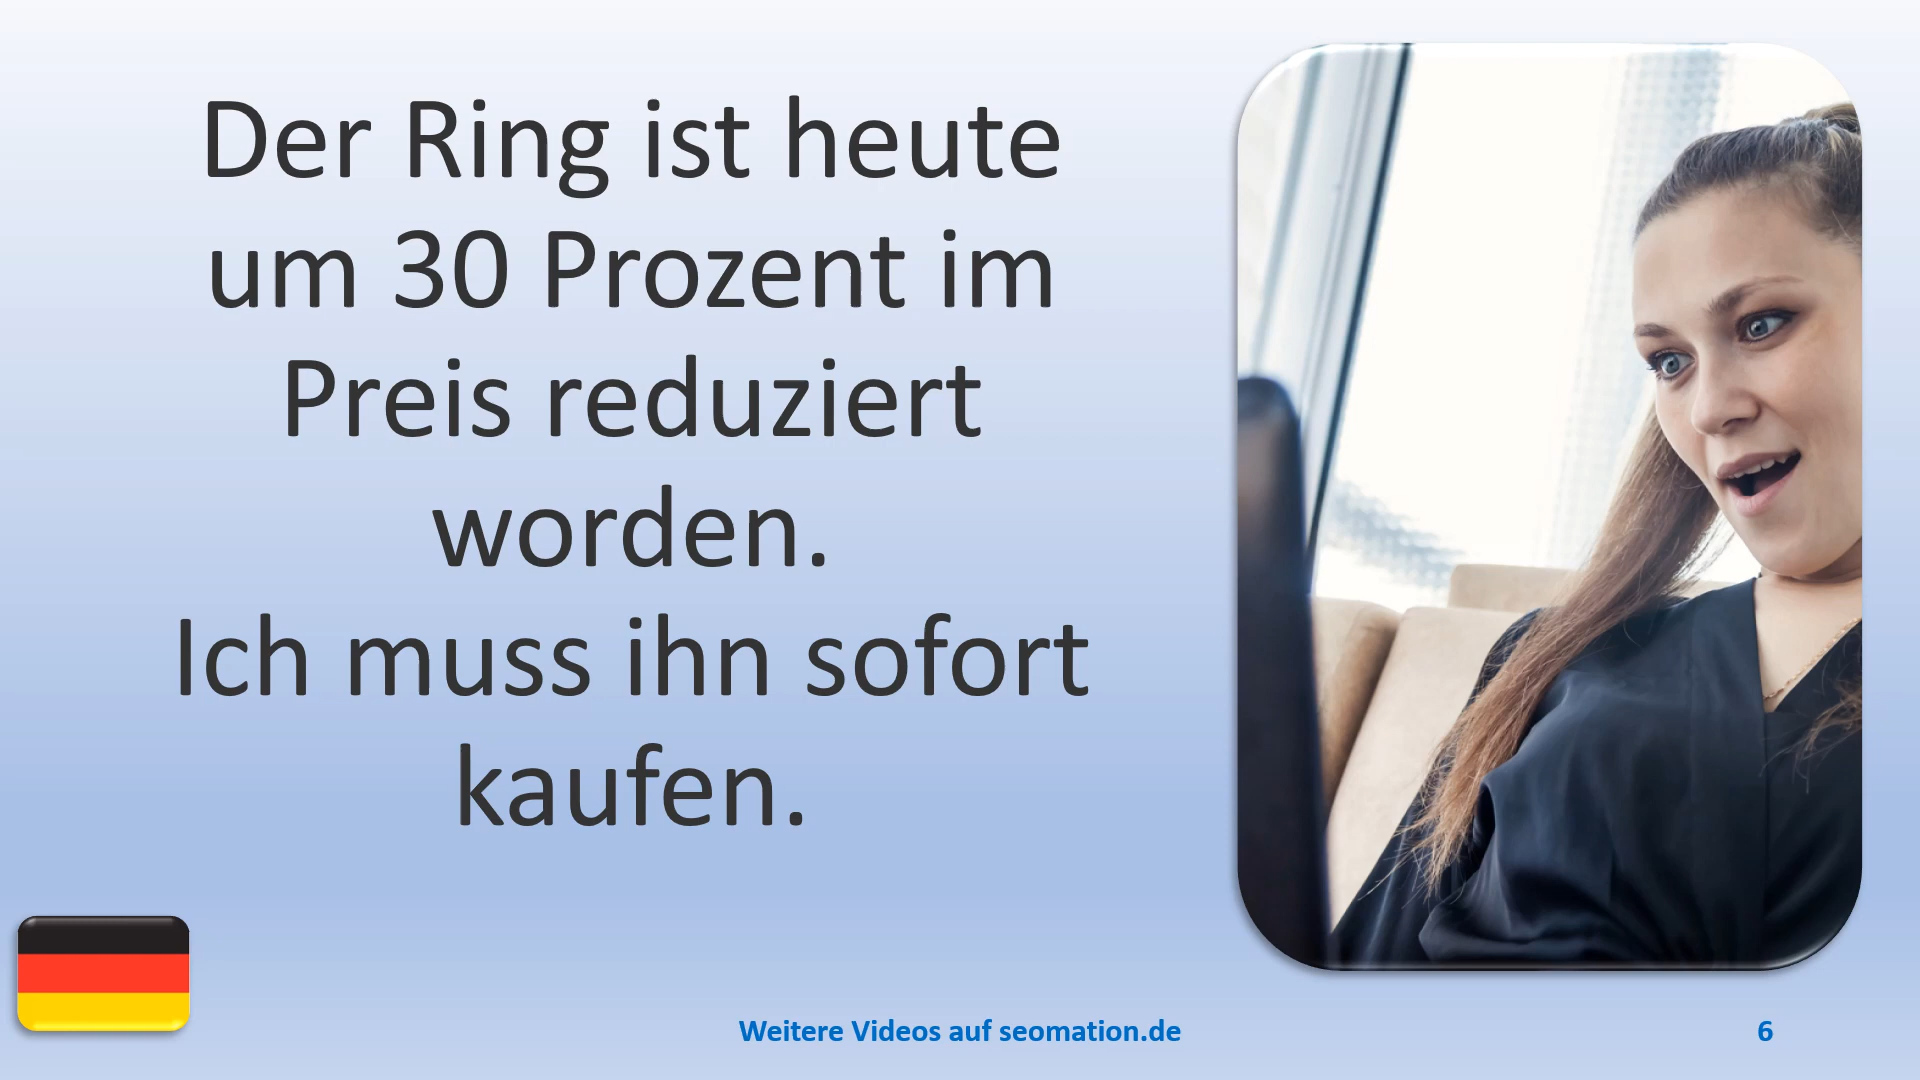 Der Ring ist heute
um 30 Prozent im
Preis reduziert
worden.
Ich muss ihn sofort
kaufen.
Weitere Videos auf seomation.de
6